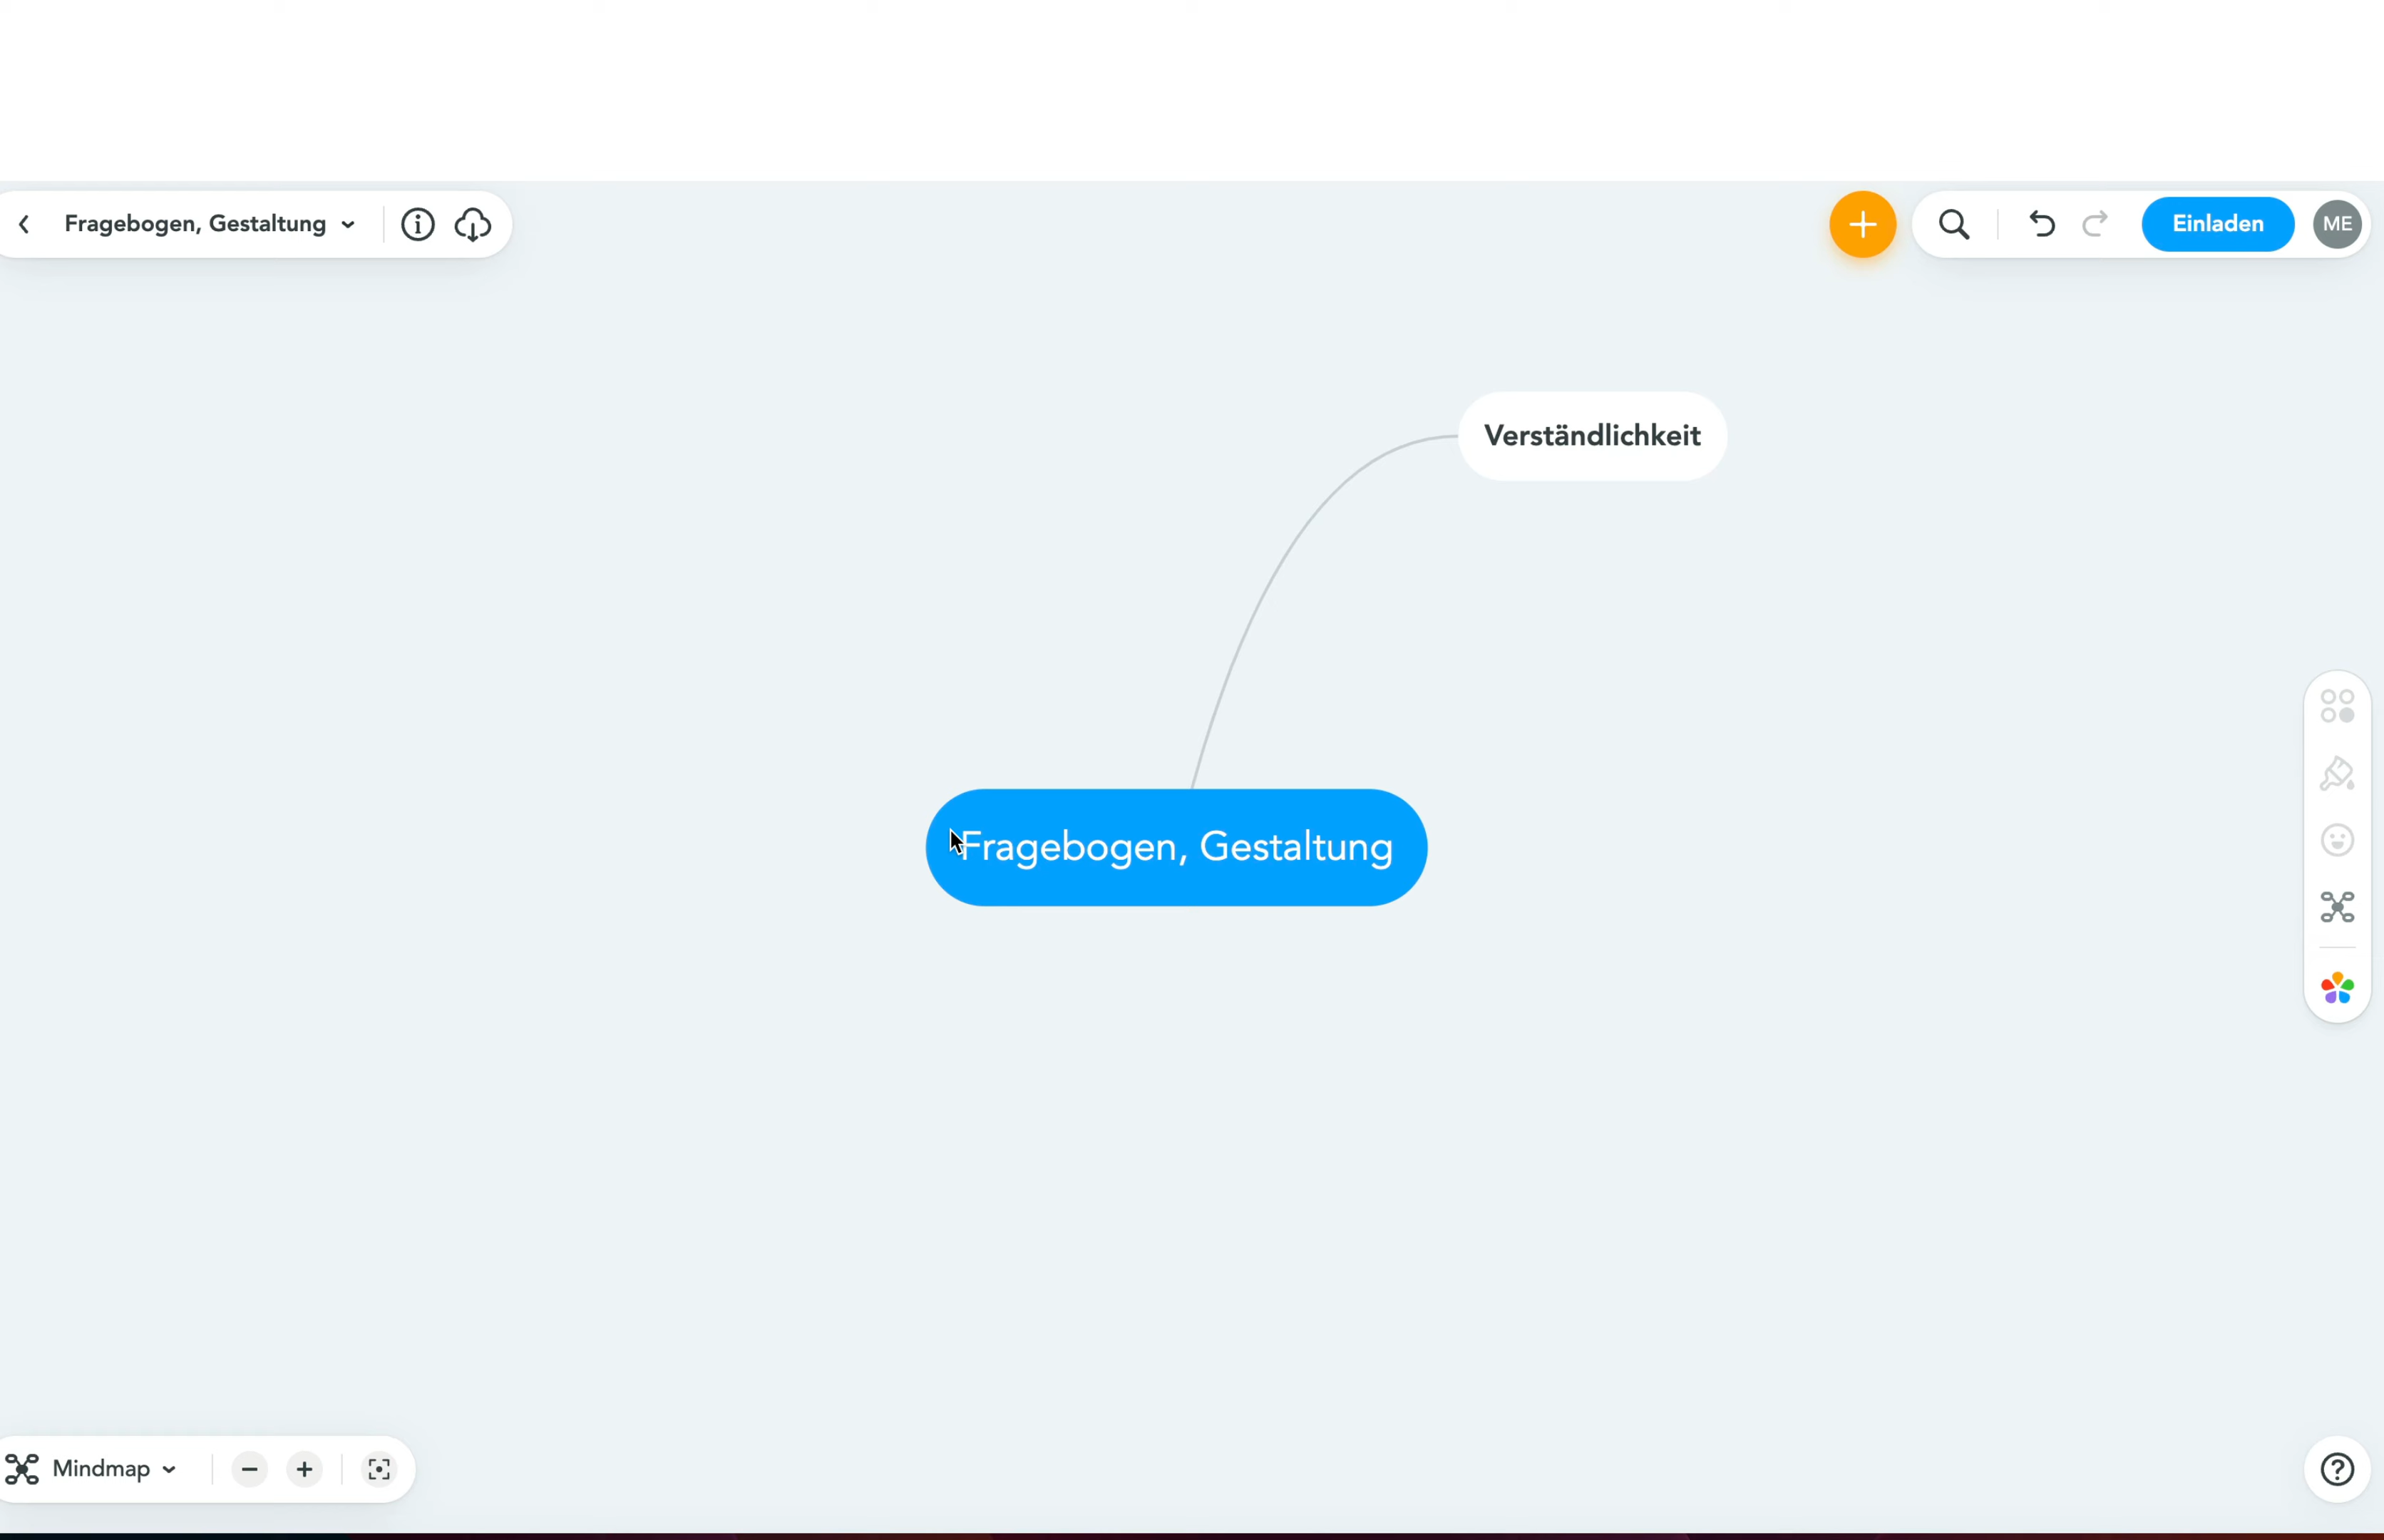 Fragebogen, Gestaltung
Einladen
ME
Verständlichkeit
Fragebogen, Gestaltung
Mindmap